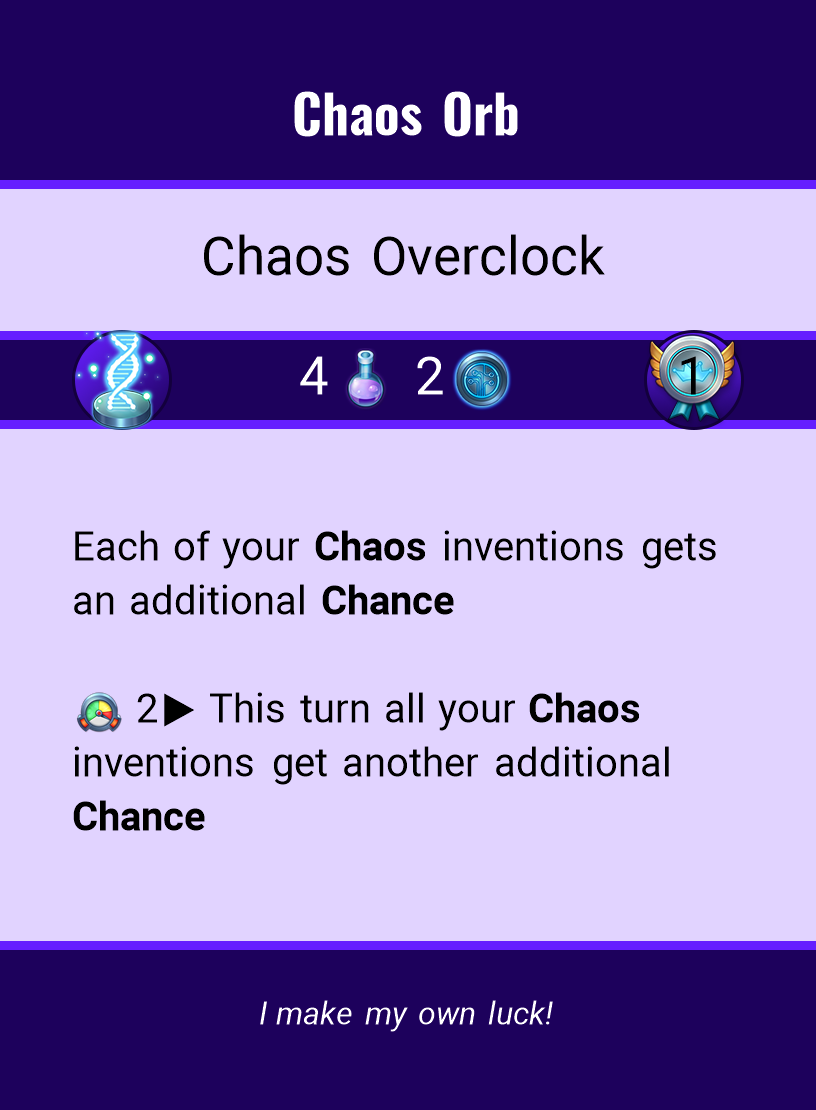 Chaos Orb
Chaos Overclock
4 2 1
Each of your Chaos inventions gets
an additional Chance
2▶ This turn all your Chaos
inventions get another additional
Chance
I make my own luck!